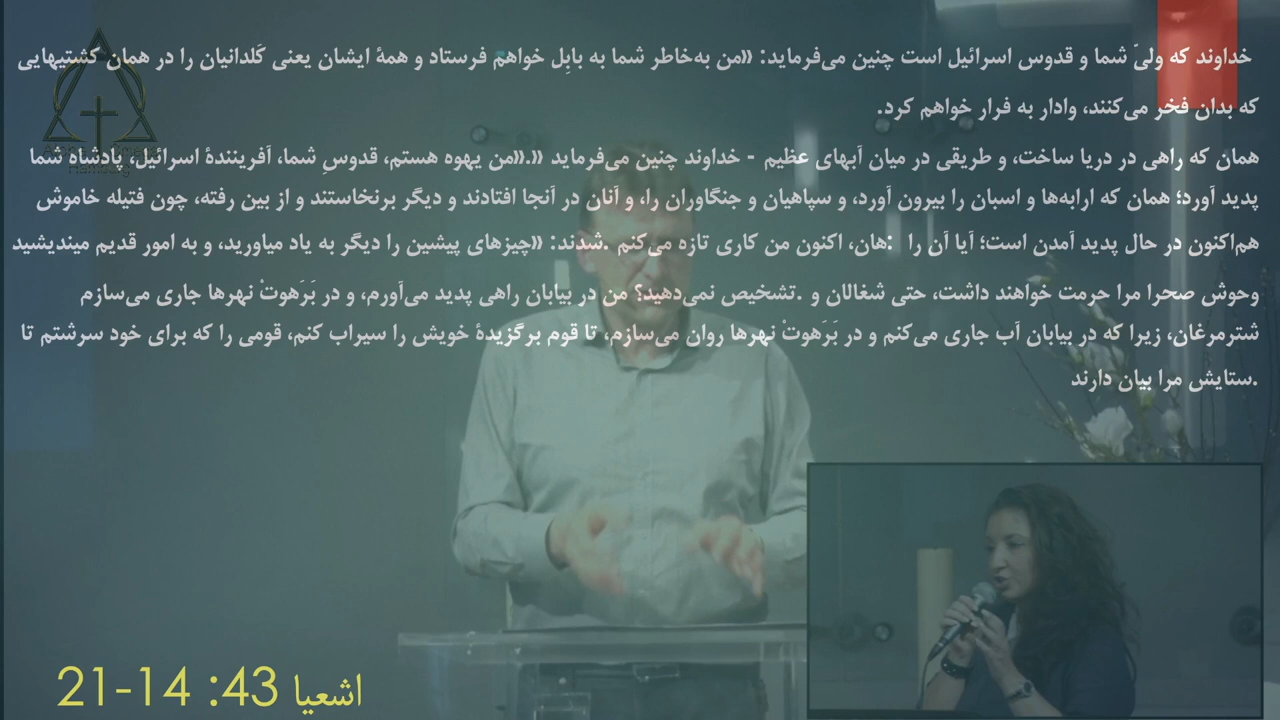 خداوند که ولیّ شما و قدوس اسرائیل است چنین می‌فرماید: «من به‌خاطر شما به بابِل خواهم فرستاد و همهٔ ایشان یعنی کَلدانیان را در همان کشتیهایی
که بدان فخر می‌کنند، وادار به فرار خواهم کرد.
همان که راهی در دریا ساخت، و طریقی در میان آبهای عظیم - خداوند چنین می‌فرماید «.«من یهوه هستم، قدوسِ شما، آفرینندهٔ اسرائیل، پادشاه شما
پدید آورد؛ همان که ارابه‌ها و اسبان را بیرون آورد، و سپاهیان و جنگاوران را، و آنان در آنجا افتادند و دیگر برنخاستند و از بین رفته، چون فتیله خاموش
هم‌اکنون در حال پدید آمدن است؛ آیا آن را :هان، اکنون من کاری تازه می‌کنم .شدند: «چیزهای پیشین را دیگر به یاد میاورید، و به امور قدیم میندیشید
وحوش صحرا مرا حرمت خواهند داشت، حتی شغالان و .تشخیص نمی‌دهید؟ من در بیابان راهی پدید می‌آورم، و در بَرَهوتْ نهرها جاری می‌سازم
شترمرغان، زیرا که در بیابان آب جاری می‌کنم و در بَرَهوتْ نهرها روان می‌سازم، تا قوم برگزیدهٔ خویش را سیراب کنم، قومی را که برای خود سرشتم تا
.ستایش مرا بیان دارند
اشعیا 43: 14-21
Hamburg